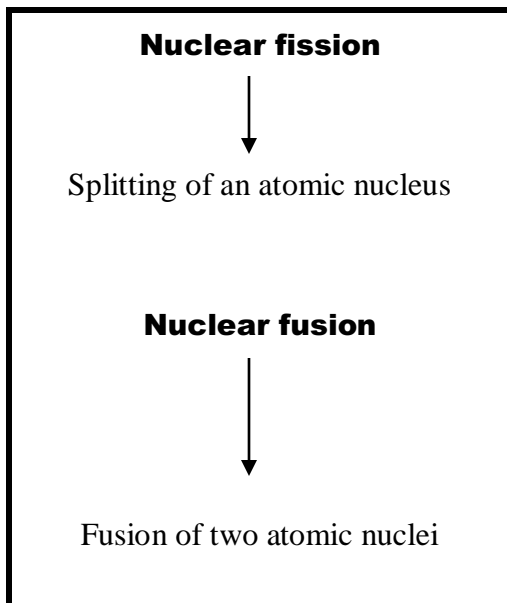 Nuclear fission
Splitting of an atomic nucleus
Nuclear fusion
Fusion of two atomic nuclei